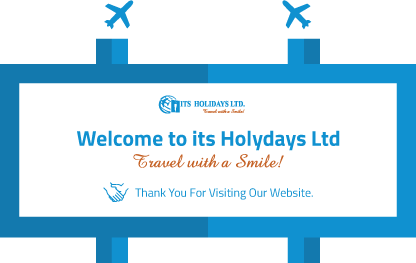 ITS HOLIDAYS LTD.
Travel with a Smile!
Welcome to its Holydays Ltd
Travel with a Smile!
Thank You For Visiting Our Website.